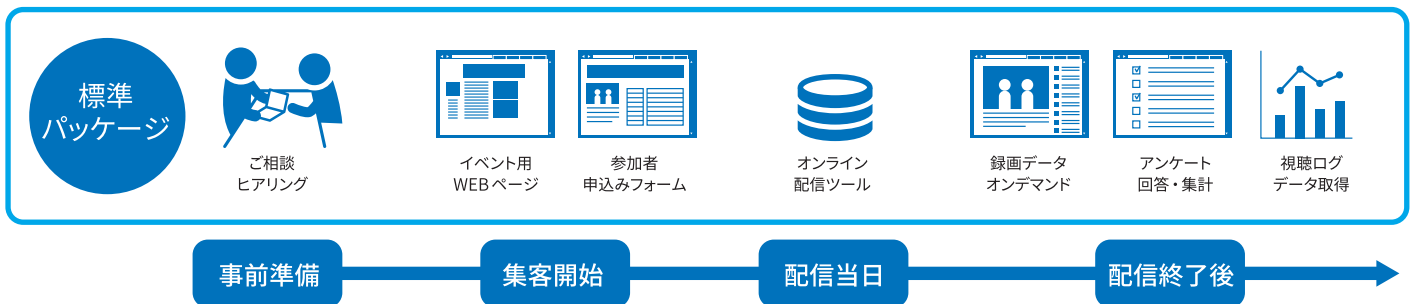 標準
パッケージ
ご相談
ヒアリング
イベント用
WEBページ
参加者
申込みフォーム
オンライン
配信ツール
録画データ
オンデマンド
アンケート
回答・集計
視聴ログ
データ取得
事前準備
集客開始
配信当日
配信終了後